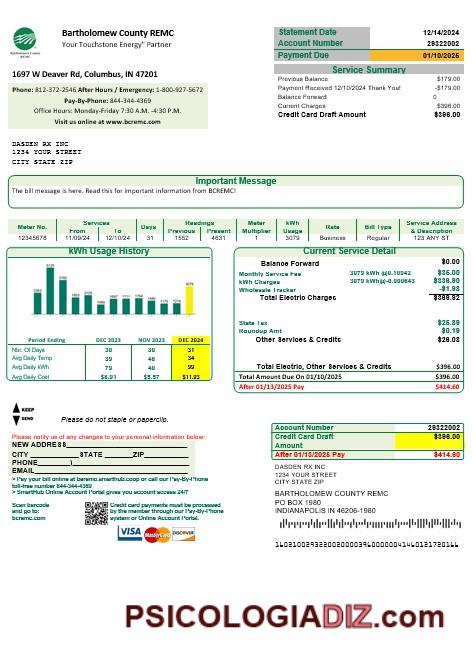 Bartholomew County REMC
Your Touchstone Energy® Partner
1697 W Deaver Rd, Columbus, IN 47201
Phone: 812-372-2546 After Hours / Emergency: 1-800-927-5672
Pay-By-Phone: 844-344-4369
Office Hours: Monday-Friday 7:30 A.M. -4:30 P.M.
Visit us online at www.bcremc.com
Statement Date 12/14/2024
Account Number 29322002
Payment Due 01/10/2025
Service Summary
Previous Balance $179.00
Payment Received 12/10/2024 Thank You! -$179.00
Balance Forward 0
Current Charges $396.00
Credit Card Draft Amount $396.00
DASDEN RX INC
1234 YOUR STREET
CITY STATE ZIP
Important Message
The bill message is here. Read this for important information from BCREMC!
Meter No. Services From To Days Readings Previous Present Meter Multiplier kWh Usage Rate Bill Type Service Address & Description
12345678 11/09/24 12/10/24 31 1552 4631 1 3079 Business Regular 123 ANY ST
kWh Usage History
Period Ending DEC 2023 NOV 2023 DEC 2024
Nbr. Of Days 30 30 31
Avg Daily Temp 39 48 34
Avg Daily kWh 79 40 99
Avg Daily Cost $8.91 $5.57 $11.93
Current Service Detail
Balance Forward $0.00
Monthly Service Fee $35.00
kWh Charges 3079 kWh @0.10942 $336.90
Wholesale Tracker 3079 kWh@-0.000643 -$1.98
Total Electric Charges $369.92
State Tax $25.89
Roundup Amt $0.19
Other Services & Credits $26.08
Total Electric, Other Services & Credits $396.00
Total Amount Due On 01/10/2025 $396.00
After 01/13/2025 Pay $414.60
KEEP
SEND
Please do not staple or paperclip.
Please notify us of any changes to your personal information below:
NEW ADDRESS
CITY STATE ZIP
PHONE( )
EMAIL
> Pay your bill online at bcremc.smarthub.coop or call our Pay-By-Phone
toll-free number 844-344-4369
> SmartHub Online Account Portal gives you account access 24/7
Scan barcode
and go to:
bcremc.com
Credit card payments must be processed
by the member through our Pay-By-Phone
system or Online Account Portal.
VISA MasterCard DISCOVER
Account Number 29322002
Credit Card Draft Amount $396.00
After 01/13/2025 Pay $414.60
DASDEN RX INC
1234 YOUR STREET
CITY STATE ZIP
BARTHOLOMEW COUNTY REMC
PO BOX 1980
INDIANAPOLIS IN 46206-1980
PSICOLOGIADIZ.com